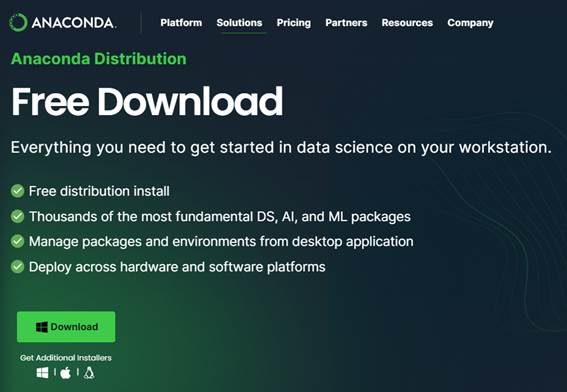 ANACONDA.
Platform Solutions Pricing Partners Resources Company
Anaconda Distribution
Free Download
Everything you need to get started in data science on your workstation.
Free distribution install
Thousands of the most fundamental DS, AI, and ML packages
Manage packages and environments from desktop application
Deploy across hardware and software platforms
Download
Get Additional Installers